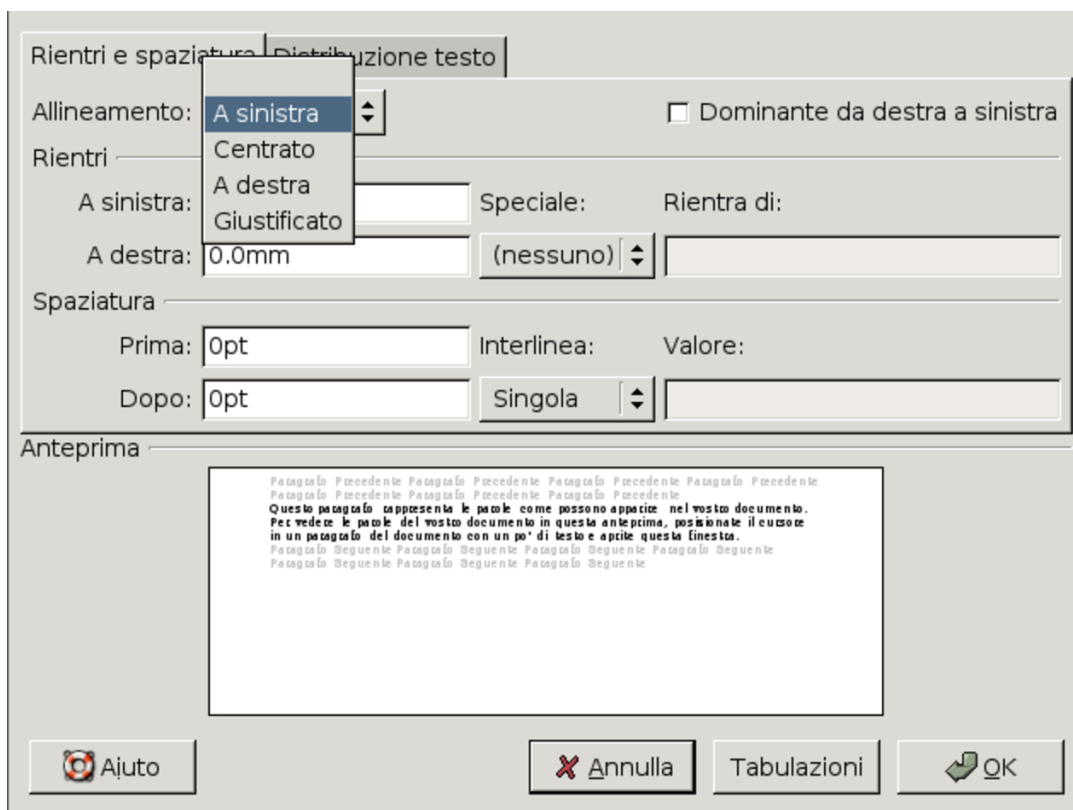 Rientri e spaziatura Distribuzione testo
Allineamento: A sinistra Dominante da destra a sinistra
Centrato
A destra
Giustificato
Rientri
A sinistra: Speciale: Rientra di:
A destra: 0.0mm (nessuno)
Spaziatura
Prima: 0pt Interlinea: Valore:
Dopo: 0pt Singola
Anteprima
Paragrafo Precedente Paragrafo Precedente Paragrafo Precedente Paragrafo Precedente
Paragrafo Precedente Paragrafo Precedente Paragrafo Precedente
Questo paragrafo rappresenta le parole come possono apparire nel vostro documento.
Per vedere le parole del vostro documento in questa anteprima, posisionate il cursore
in un paragrafo del documento con un po' di testo e aprite questa finestra.
Paragrafo Seguente Paragrafo Seguente Paragrafo Seguente Paragrafo Seguente
Paragrafo Seguente Paragrafo Seguente Paragrafo Seguente
Aiuto Annulla Tabulazioni OK